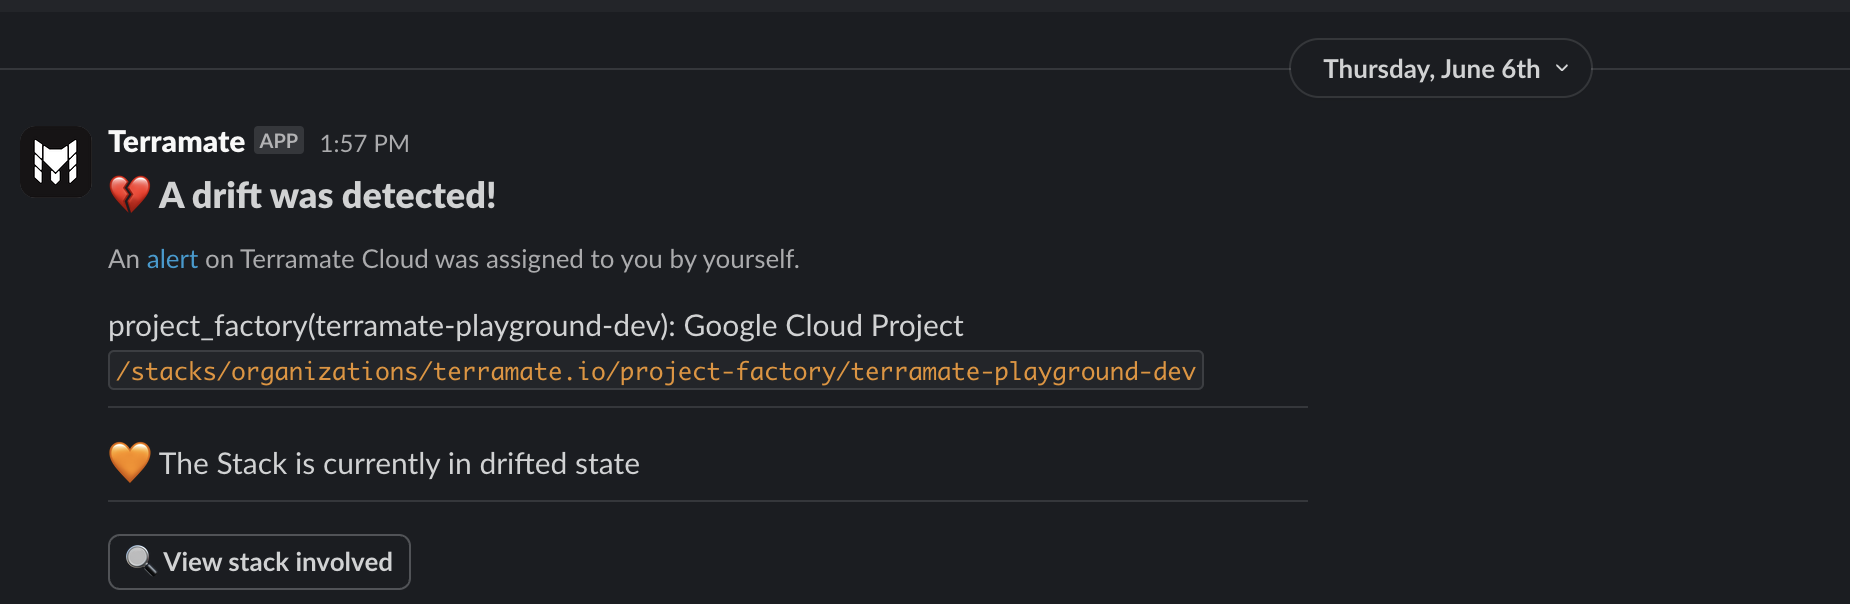 Thursday, June 6th
Terramate APP 1:57 PM
💔 A drift was detected!
An alert on Terramate Cloud was assigned to you by yourself.
project_factory(terramate-playground-dev): Google Cloud Project
/stacks/organizations/terramate.io/project-factory/terramate-playground-dev
🧡 The Stack is currently in drifted state
🔍 View stack involved